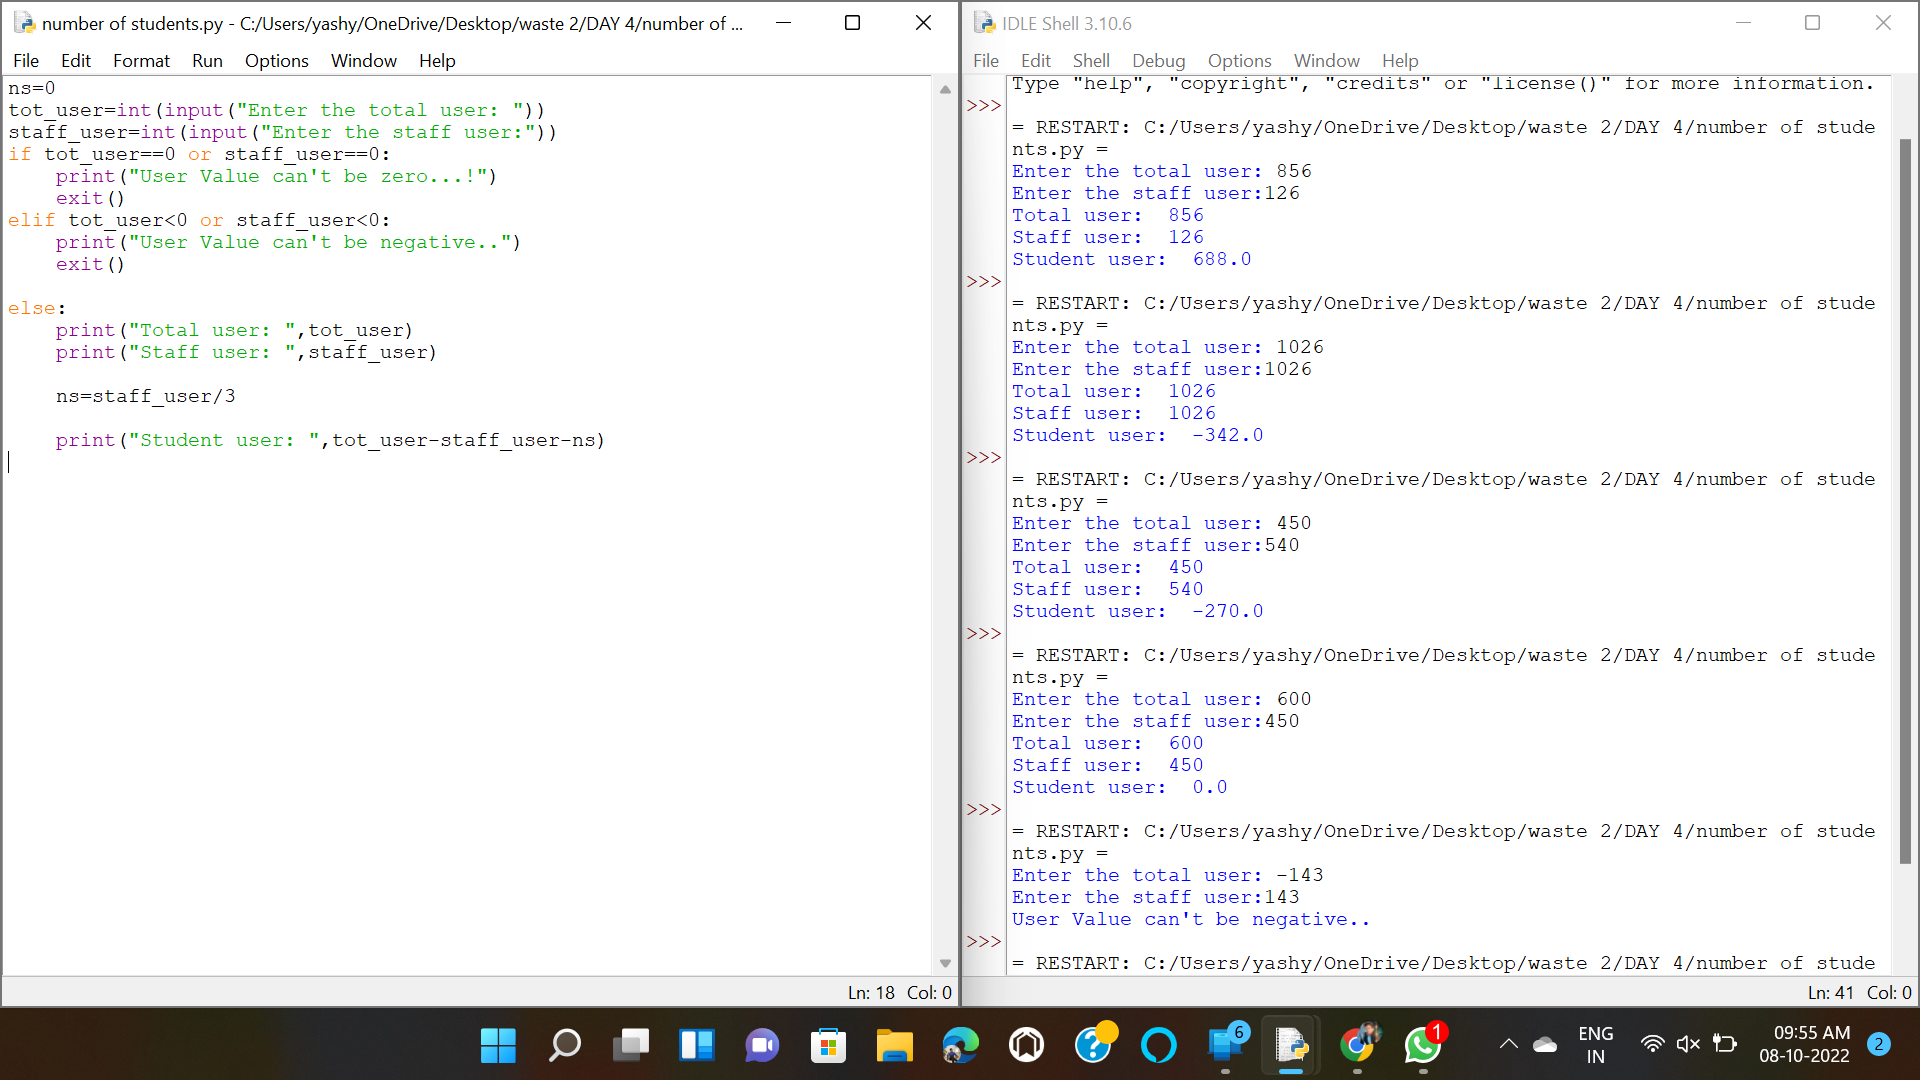 number of students.py - C:/Users/yashy/OneDrive/Desktop/waste 2/DAY 4/number of ...
File Edit Format Run Options Window Help
ns=0
tot_user=int(input("Enter the total user: "))
staff_user=int(input("Enter the staff user:"))
if tot_user==0 or staff_user==0:
    print("User Value can't be zero...!")
    exit()
elif tot_user<0 or staff_user<0:
    print("User Value can't be negative..")
    exit()
else:
    print("Total user: ",tot_user)
    print("Staff user: ",staff_user)
    ns=staff_user/3
    print("Student user: ",tot_user-staff_user-ns)
Ln: 18 Col: 0
IDLE Shell 3.10.6
File Edit Shell Debug Options Window Help
Type "help", "copyright", "credits" or "license()" for more information.
>>>
= RESTART: C:/Users/yashy/OneDrive/Desktop/waste 2/DAY 4/number of stude
nts.py =
Enter the total user: 856
Enter the staff user:126
Total user:  856
Staff user:  126
Student user:  688.0
>>>
= RESTART: C:/Users/yashy/OneDrive/Desktop/waste 2/DAY 4/number of stude
nts.py =
Enter the total user: 1026
Enter the staff user:1026
Total user:  1026
Staff user:  1026
Student user:  -342.0
>>>
= RESTART: C:/Users/yashy/OneDrive/Desktop/waste 2/DAY 4/number of stude
nts.py =
Enter the total user: 450
Enter the staff user:540
Total user:  450
Staff user:  540
Student user:  -270.0
>>>
= RESTART: C:/Users/yashy/OneDrive/Desktop/waste 2/DAY 4/number of stude
nts.py =
Enter the total user: 600
Enter the staff user:450
Total user:  600
Staff user:  450
Student user:  0.0
>>>
= RESTART: C:/Users/yashy/OneDrive/Desktop/waste 2/DAY 4/number of stude
nts.py =
Enter the total user: -143
Enter the staff user:143
User Value can't be negative..
>>>
= RESTART: C:/Users/yashy/OneDrive/Desktop/waste 2/DAY 4/number of stude
Ln: 41 Col: 0
6
1
ENG
IN
09:55 AM
08-10-2022
2